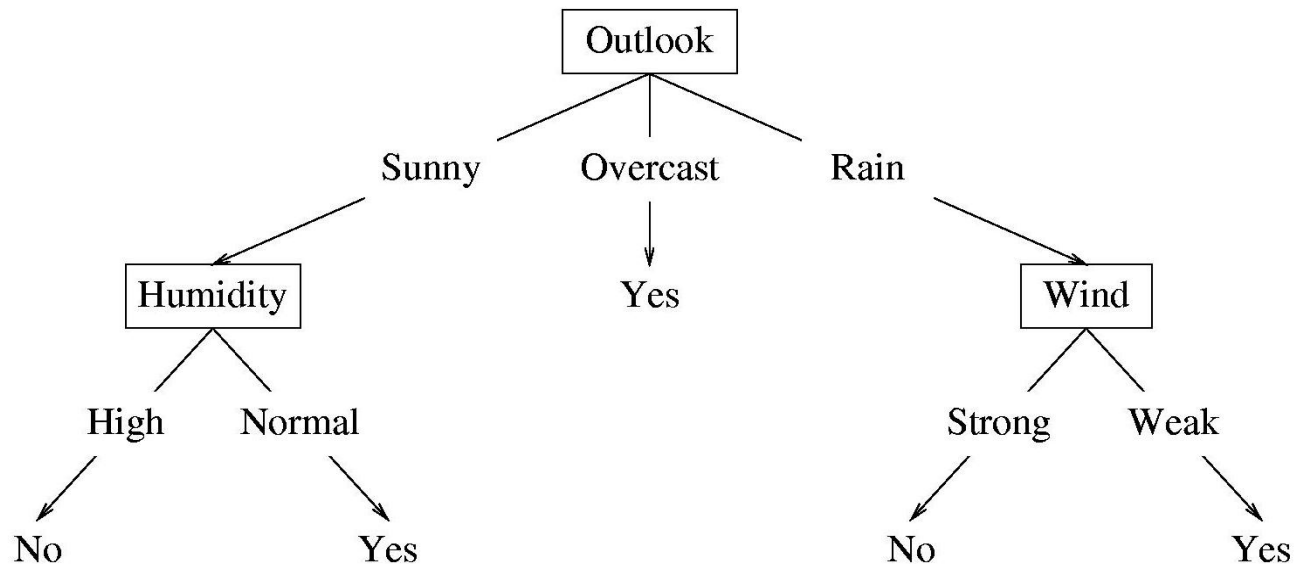 Outlook
Sunny Overcast Rain
Humidity Yes Wind
High Normal Strong Weak
No Yes No Yes